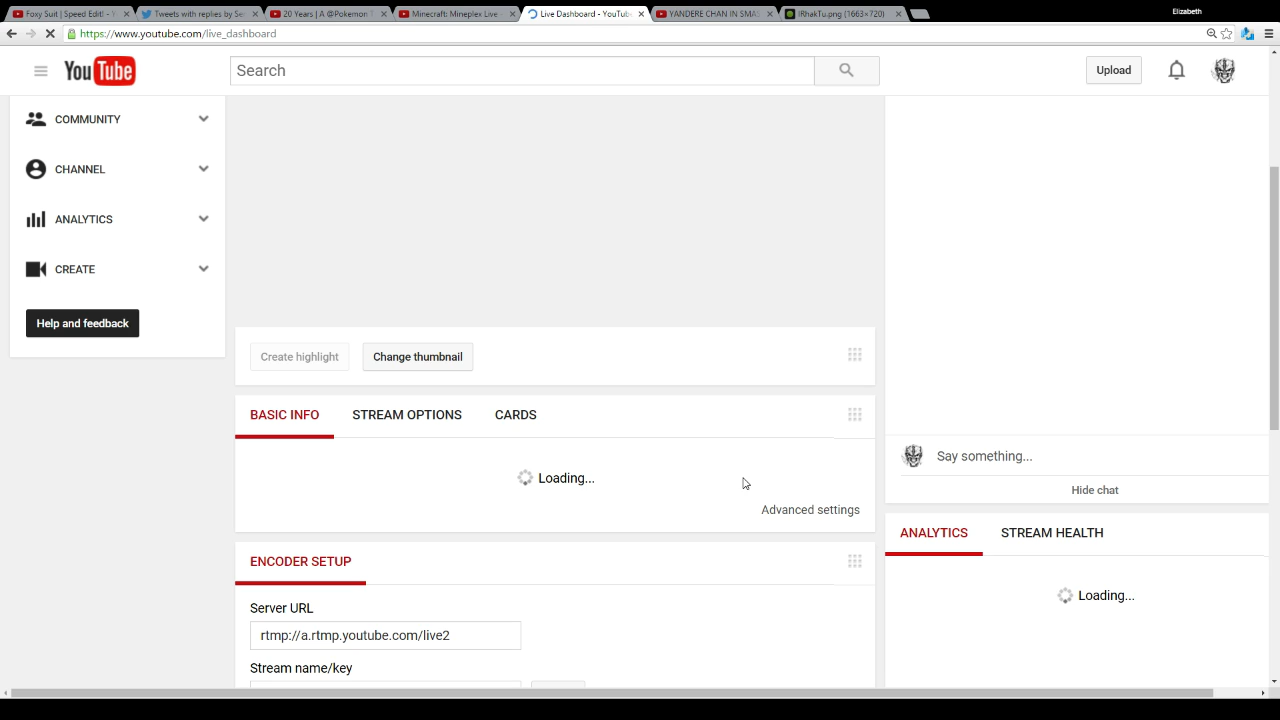 Foxy Suit | Speed Edit! - Y
Tweets with replies by Se
20 Years | A @Pokemon T
Minecraft: Mineplex Live -
Live Dashboard - YouTube
YANDERE CHAN IN SMAS
IRhakTu.png (1663×720)
Elizabeth
https://www.youtube.com/live_dashboard
YouTube
Search
Upload
COMMUNITY
CHANNEL
ANALYTICS
CREATE
Help and feedback
Create highlight
Change thumbnail
BASIC INFO
STREAM OPTIONS
CARDS
Loading...
Advanced settings
ENCODER SETUP
Server URL
rtmp://a.rtmp.youtube.com/live2
Stream name/key
Say something...
Hide chat
ANALYTICS
STREAM HEALTH
Loading...